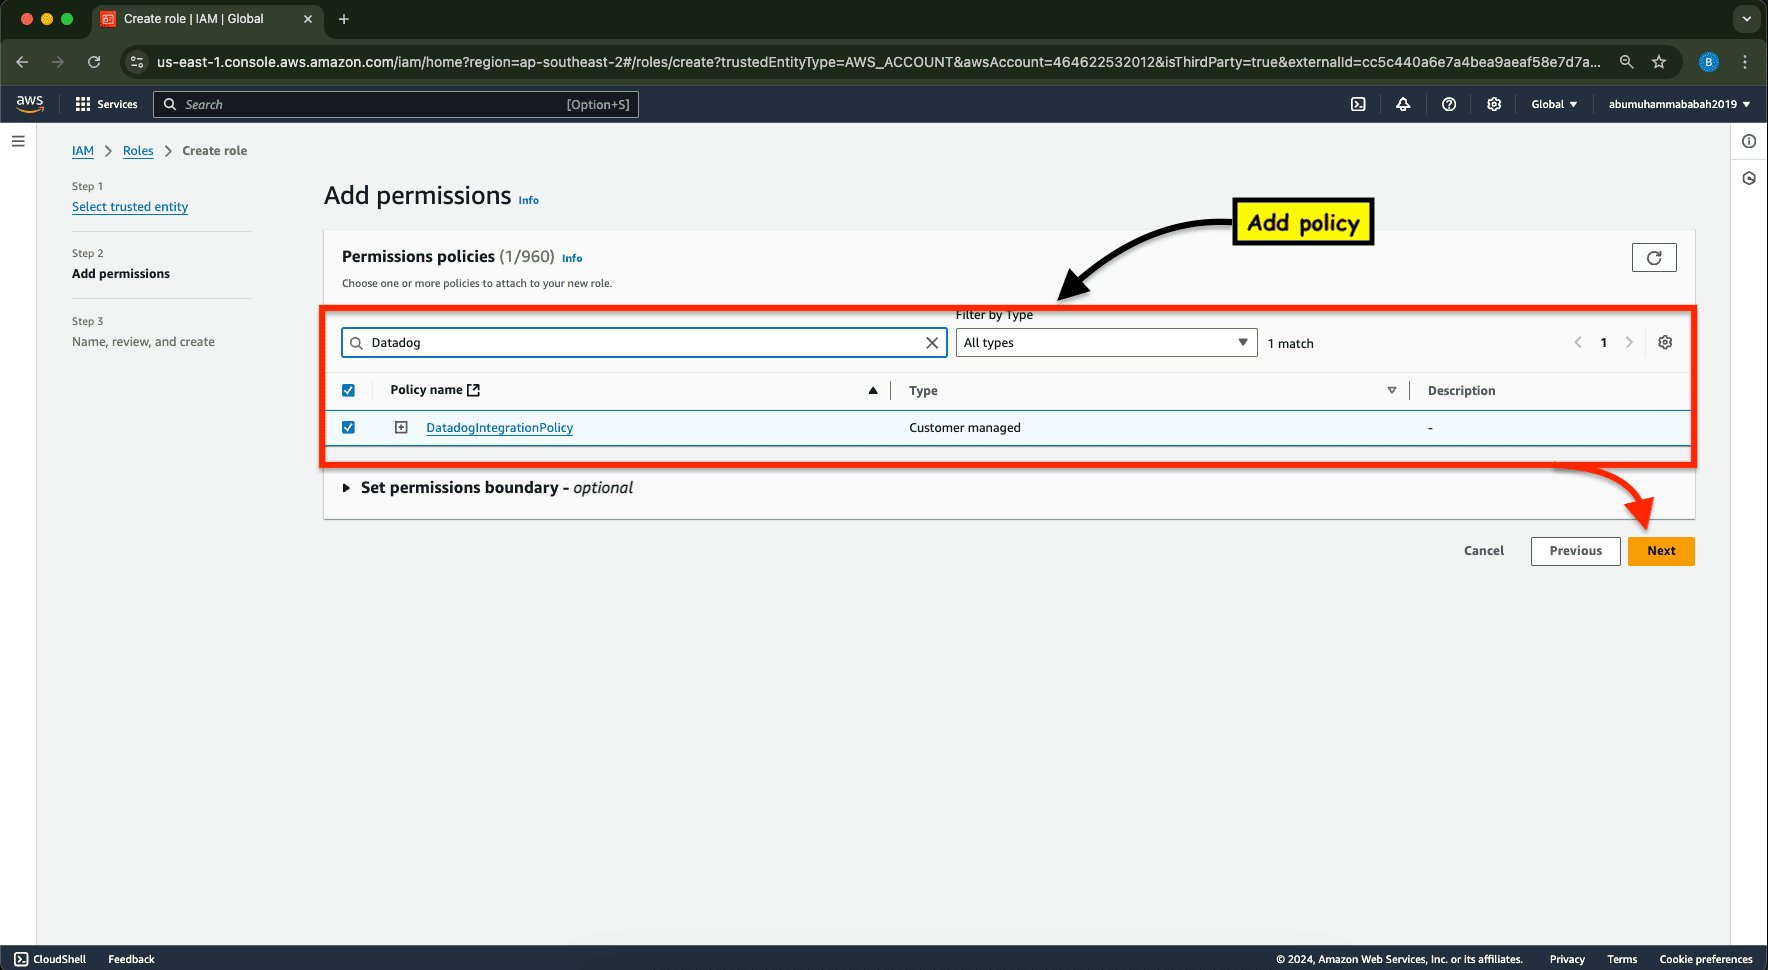 Create role | IAM | Global
us-east-1.console.aws.amazon.com/iam/home?region=ap-southeast-2#/roles/create?trustedEntityType=AWS_ACCOUNT&awsAccount=464622532012&isThirdParty=true&externalId=cc5c440a6e7a4bea9aeaf58e7d7a...
B
aws
Services
Search
[Option+S]
Global
abumuhammababah2019
IAM
Roles
Create role
Step 1
Select trusted entity
Step 2
Add permissions
Step 3
Name, review, and create
Add permissions Info
Add policy
Permissions policies (1/960) Info
Choose one or more policies to attach to your new role.
Filter by Type
Datadog
All types
1 match
1
Policy name
Type
Description
DatadogIntegrationPolicy
Customer managed
-
Set permissions boundary - optional
Cancel
Previous
Next
CloudShell
Feedback
© 2024, Amazon Web Services, Inc. or its affiliates.
Privacy
Terms
Cookie preferences